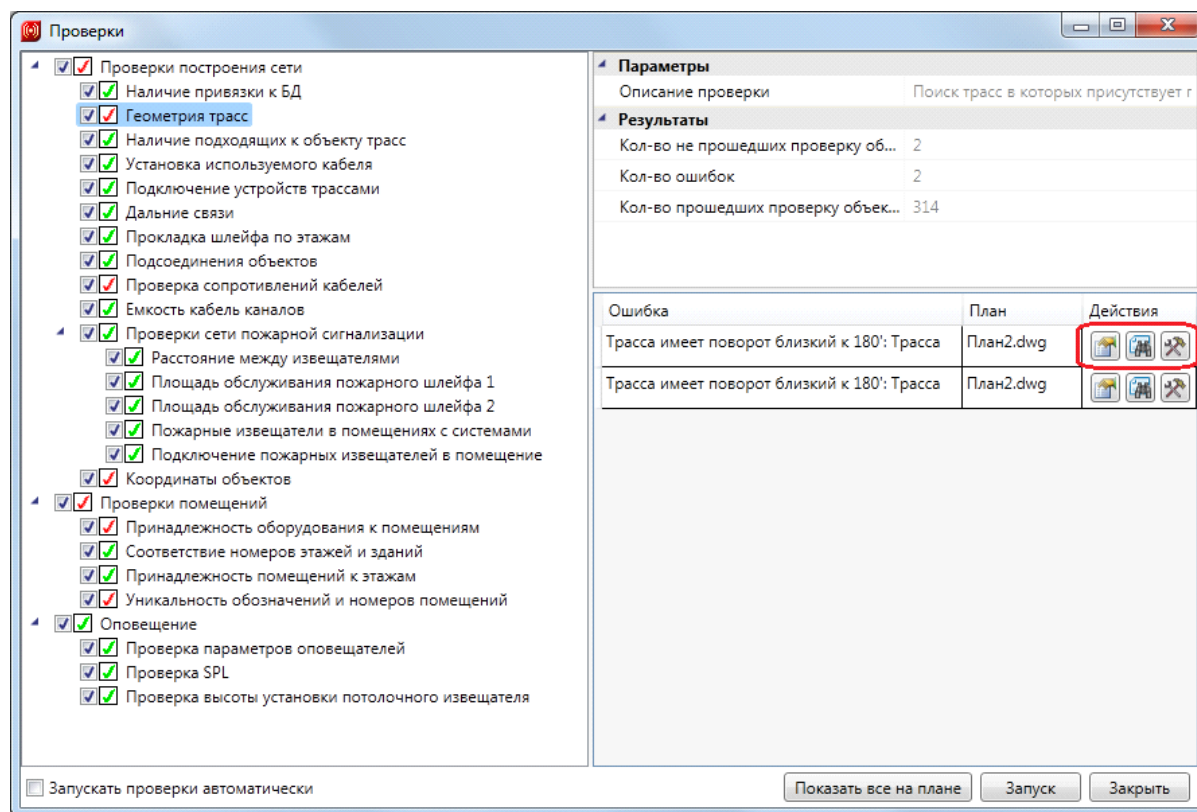 Проверки
Проверки построения сети
Наличие привязки к БД
Геометрия трасс
Наличие подходящих к объекту трасс
Установка используемого кабеля
Подключение устройств трассами
Дальние связи
Прокладка шлейфа по этажам
Подсоединения объектов
Проверка сопротивлений кабелей
Емкость кабель каналов
Проверки сети пожарной сигнализации
Расстояние между извещателями
Площадь обслуживания пожарного шлейфа 1
Площадь обслуживания пожарного шлейфа 2
Пожарные извещатели в помещениях с системами
Подключение пожарных извещателей в помещение
Координаты объектов
Проверки помещений
Принадлежность оборудования к помещениям
Соответствие номеров этажей и зданий
Принадлежность помещений к этажам
Уникальность обозначений и номеров помещений
Оповещение
Проверка параметров оповещателей
Проверка SPL
Проверка высоты установки потолочного извещателя
Параметры
Описание проверки Поиск трасс в которых присутствует г
Результаты
Кол-во не прошедших проверку об... 2
Кол-во ошибок 2
Кол-во прошедших проверку объек... 314
Ошибка План Действия
Трасса имеет поворот близкий к 180': Трасса План2.dwg
Трасса имеет поворот близкий к 180': Трасса План2.dwg
Запускать проверки автоматически
Показать все на плане Запуск Закрыть